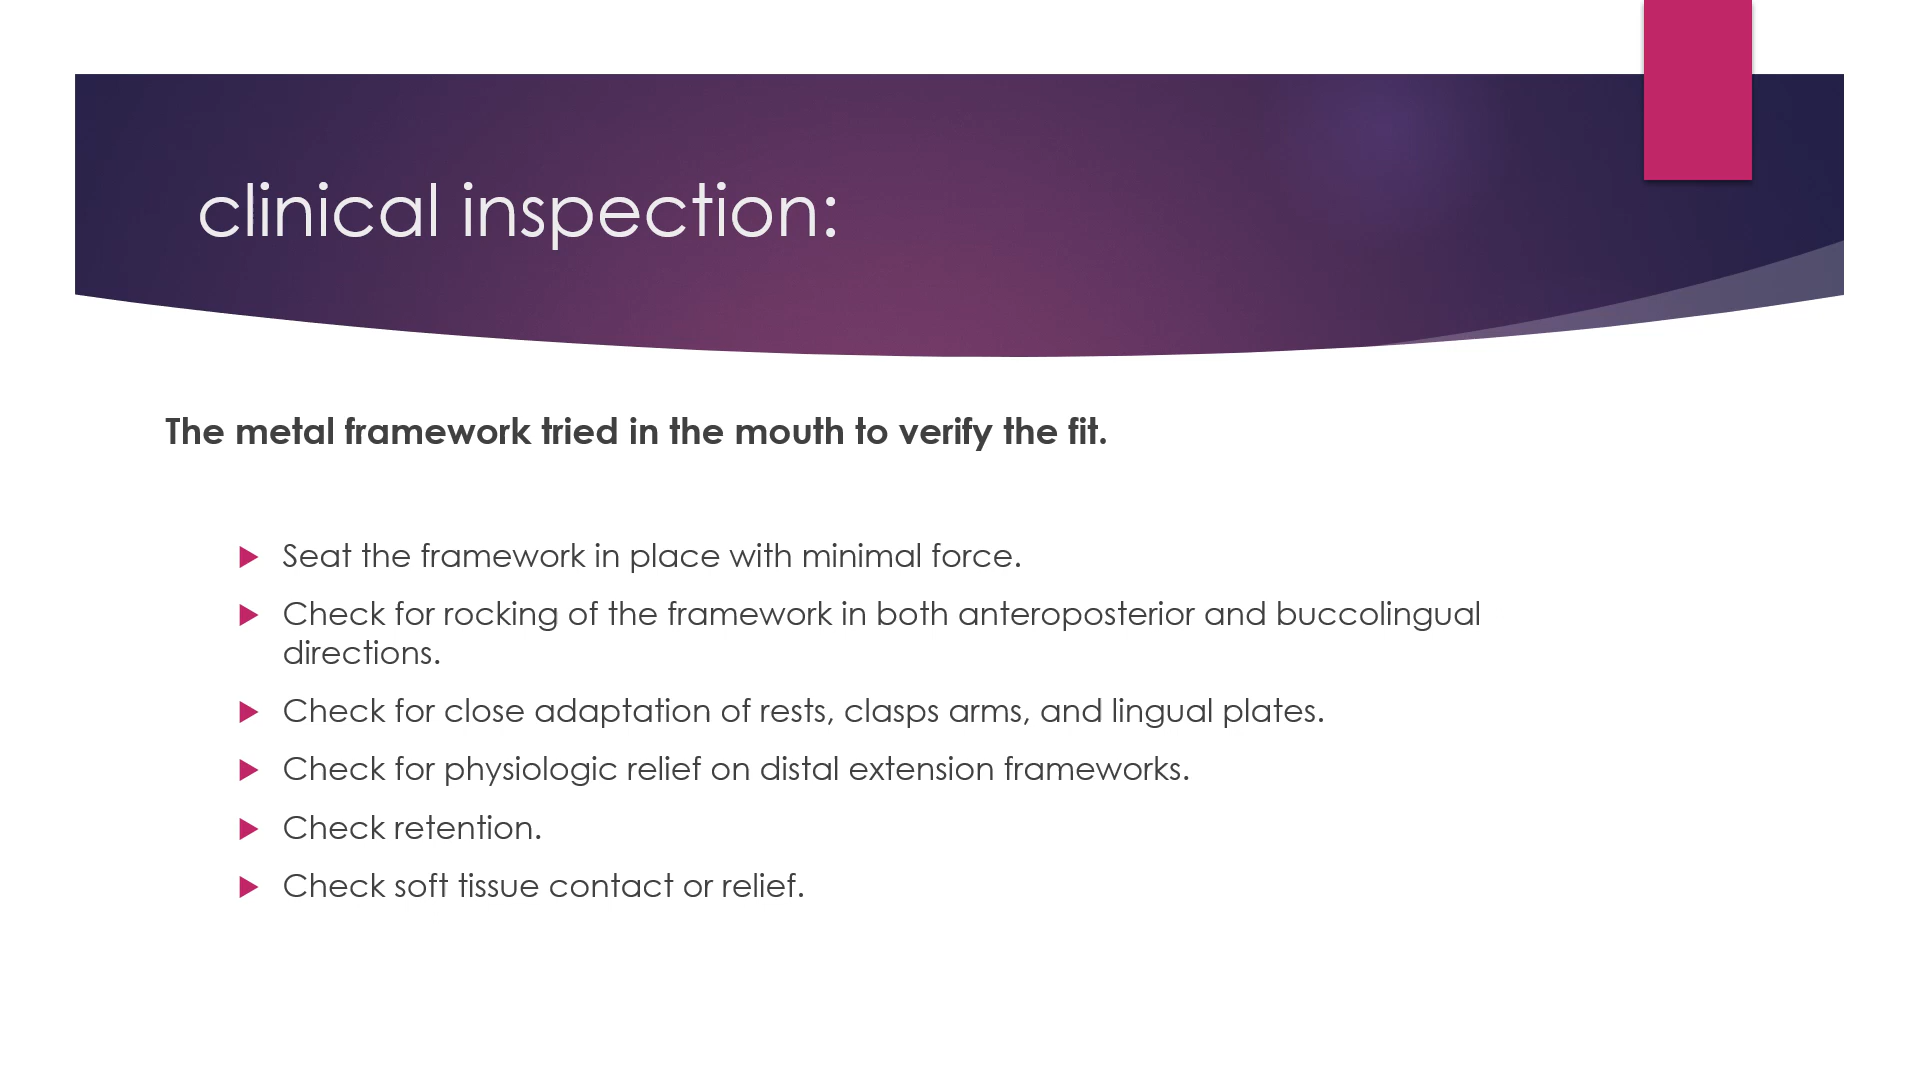 clinical inspection:
The metal framework tried in the mouth to verify the fit.
Seat the framework in place with minimal force.
Check for rocking of the framework in both anteroposterior and buccolingual
directions.
Check for close adaptation of rests, clasps arms, and lingual plates.
Check for physiologic relief on distal extension frameworks.
Check retention.
Check soft tissue contact or relief.